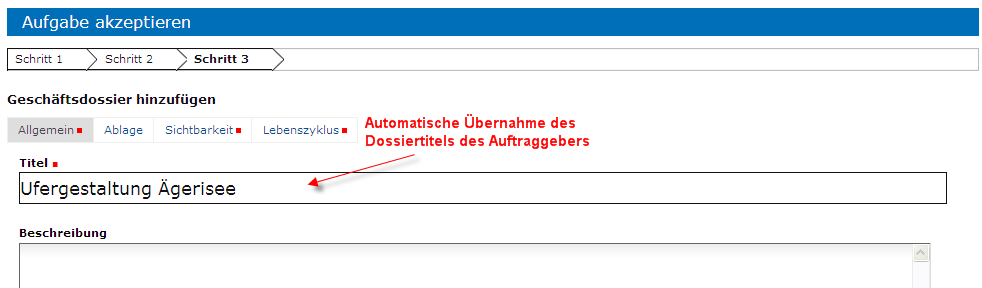 Aufgabe akzeptieren
Schritt 1 Schritt 2 Schritt 3
Geschäftsdossier hinzufügen
Allgemein Ablage Sichtbarkeit Lebenszyklus
Automatische Übernahme des
Dossiertitels des Auftraggebers
Titel
Ufergestaltung Ägerisee
Beschreibung